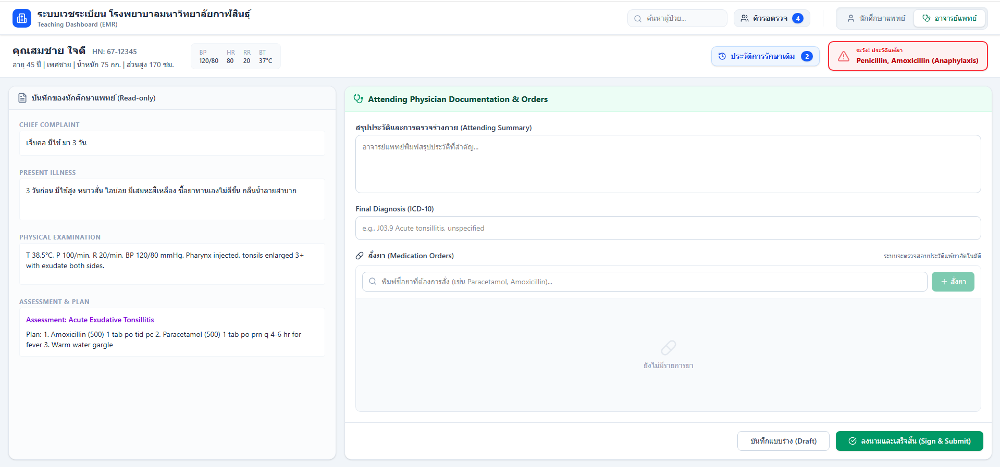 ระบบเวชระเบียน โรงพยาบาลมหาวิทยาลัยกาฬสินธุ์
Teaching Dashboard (EMR)
ค้นหาผู้ป่วย...
คิวรอตรวจ 4
นักศึกษาแพทย์
อาจารย์แพทย์
คุณสมชาย ใจดี HN: 67-12345
อายุ 45 ปี | เพศชาย | น้ำหนัก 75 กก. | ส่วนสูง 170 ซม.
BP HR RR BT
120/80 80 20 37°C
ประวัติการรักษาเดิม 2
ระวัง! ประวัติแพ้ยา
Penicillin, Amoxicillin (Anaphylaxis)
บันทึกของนักศึกษาแพทย์ (Read-only)
CHIEF COMPLAINT
เจ็บคอ มีไข้ มา 3 วัน
PRESENT ILLNESS
3 วันก่อน มีไข้สูง หนาวสั่น ไอบ่อย มีเสมหะสีเหลือง ซื้อยาทานเองไม่ดีขึ้น กลืนน้ำลายลำบาก
PHYSICAL EXAMINATION
T 38.5°C, P 100/min, R 20/min, BP 120/80 mmHg. Pharynx injected, tonsils enlarged 3+
with exudate both sides.
ASSESSMENT & PLAN
Assessment: Acute Exudative Tonsillitis
Plan: 1. Amoxicillin (500) 1 tab po tid pc 2. Paracetamol (500) 1 tab po prn q 4-6 hr for
fever 3. Warm water gargle
Attending Physician Documentation & Orders
สรุปประวัติและการตรวจร่างกาย (Attending Summary)
อาจารย์แพทย์พิมพ์สรุปประวัติที่สำคัญ...
Final Diagnosis (ICD-10)
e.g., J03.9 Acute tonsillitis, unspecified
สั่งยา (Medication Orders)
ระบบจะตรวจสอบประวัติแพ้ยาอัตโนมัติ
พิมพ์ชื่อยาที่ต้องการสั่ง (เช่น Paracetamol, Amoxicillin)...
+ สั่งยา
ยังไม่มีรายการยา
บันทึกแบบร่าง (Draft)
ลงนามและเสร็จสิ้น (Sign & Submit)